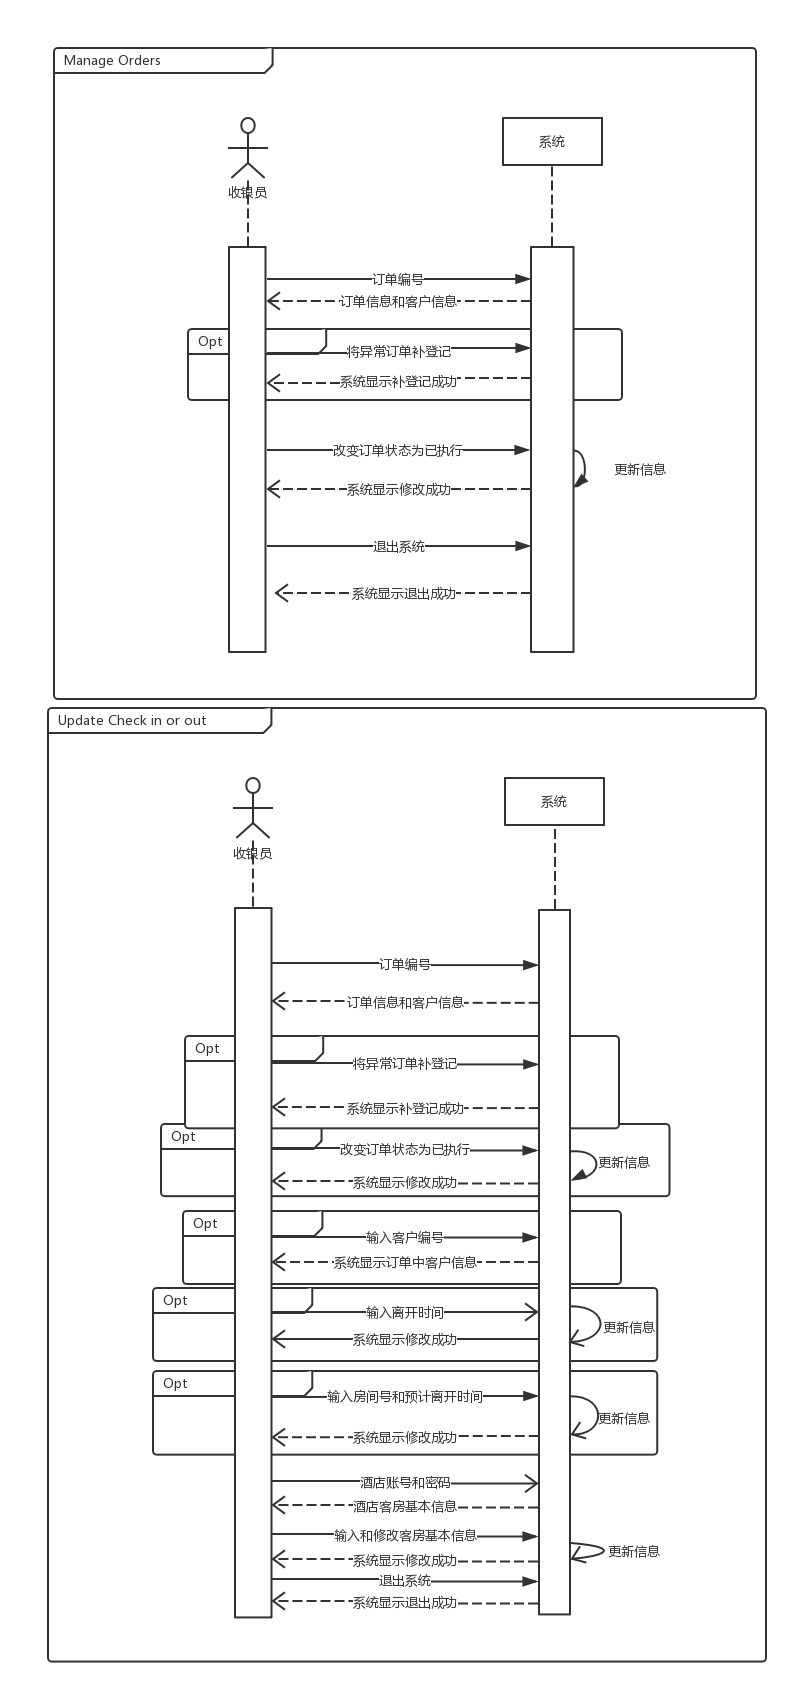 Manage Orders
系统
收银员
订单编号
订单信息和客户信息
Opt
将异常订单补登记
系统显示补登记成功
改变订单状态为已执行
更新信息
系统显示修改成功
退出系统
系统显示退出成功
Update Check in or out
系统
收银员
订单编号
订单信息和客户信息
Opt
将异常订单补登记
系统显示补登记成功
Opt
改变订单状态为已执行
更新信息
系统显示修改成功
Opt
输入客户编号
系统显示订单中客户信息
Opt
输入离开时间
更新信息
系统显示修改成功
Opt
输入房间号和预计离开时间
更新信息
系统显示修改成功
酒店账号和密码
酒店客房基本信息
输入和修改客房基本信息
更新信息
系统显示修改成功
退出系统
系统显示退出成功